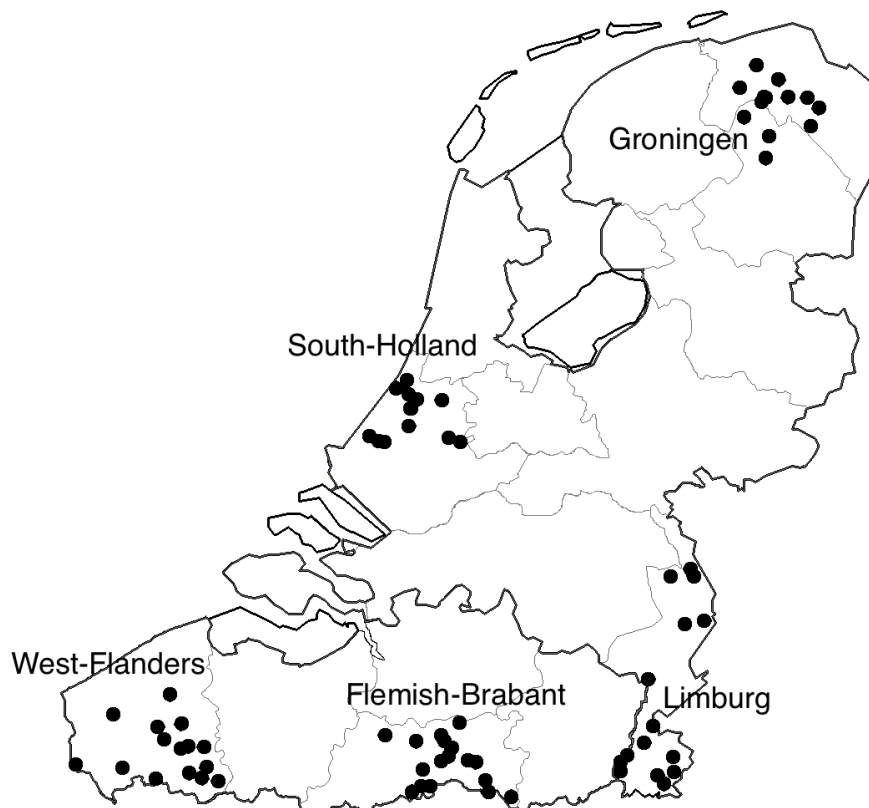 Groningen
South-Holland
West-Flanders
Flemish-Brabant
Limburg